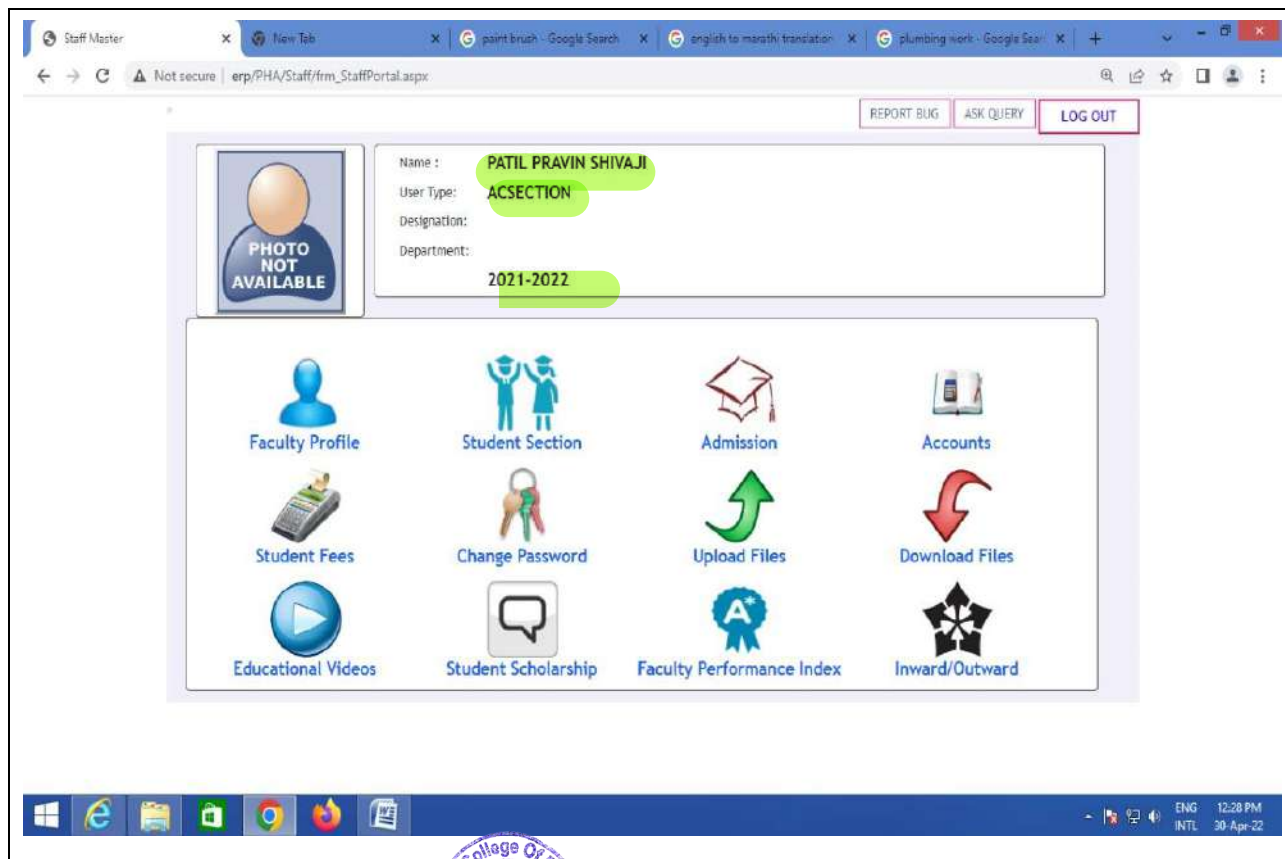 Staff Master
New Tab
paint brush - Google Search
english to marathi translation
plumbing work - Google Sear
Not secure | erp/PHA/Staff/frm_StaffPortal.aspx
REPORT BUG
ASK QUERY
LOG OUT
PHOTO
NOT
AVAILABLE
Name : PATIL PRAVIN SHIVAJI
User Type: ACSECTION
Designation:
Department:
2021-2022
Faculty Profile
Student Section
Admission
Accounts
Student Fees
Change Password
Upload Files
Download Files
Educational Videos
Student Scholarship
A+
Faculty Performance Index
Inward/Outward
ENG 12:28 PM
INTL 30-Apr-22
College Of